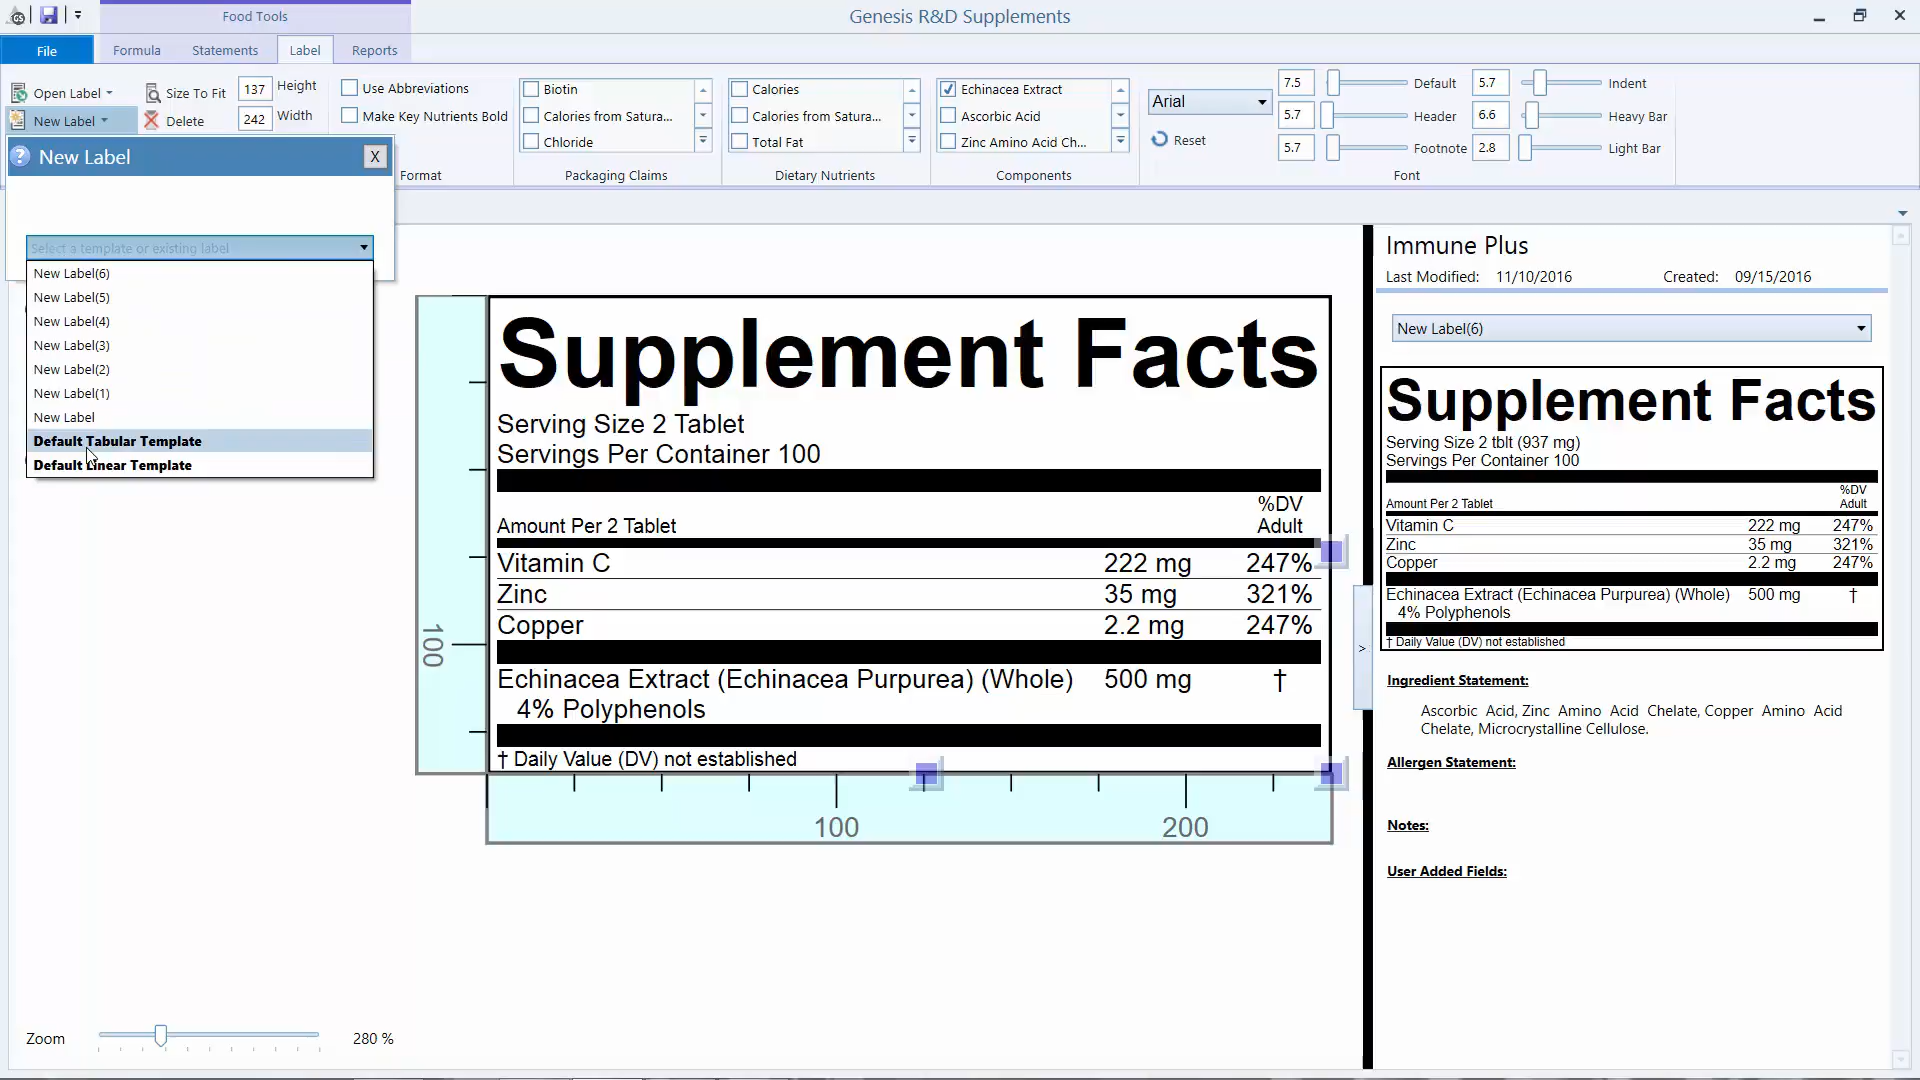 Food Tools
Genesis R&D Supplements
File
Formula
Statements
Label
Reports
Open Label
Size To Fit
137
Height
New Label
Delete
242
Width
Use Abbreviations
Make Key Nutrients Bold
Format
Biotin
Calories from Satura...
Chloride
Packaging Claims
Calories
Calories from Satura...
Total Fat
Dietary Nutrients
Echinacea Extract
Ascorbic Acid
Zinc Amino Acid Ch...
Components
Arial
Reset
7.5
Default
5.7
Indent
5.7
Header
6.6
Heavy Bar
5.7
Footnote
2.8
Light Bar
Font
? New Label
X
Select a template or existing label
New Label(6)
New Label(5)
New Label(4)
New Label(3)
New Label(2)
New Label(1)
New Label
Default Tabular Template
Default Linear Template
Supplement Facts
Serving Size 2 Tablet
Servings Per Container 100
%DV
Amount Per 2 Tablet Adult
Vitamin C 222 mg 247%
Zinc 35 mg 321%
Copper 2.2 mg 247%
Echinacea Extract (Echinacea Purpurea) (Whole) 500 mg †
4% Polyphenols
† Daily Value (DV) not established
100
100
200
>
Immune Plus
Last Modified: 11/10/2016 Created: 09/15/2016
New Label(6)
Supplement Facts
Serving Size 2 tblt (937 mg)
Servings Per Container 100
%DV
Amount Per 2 Tablet Adult
Vitamin C 222 mg 247%
Zinc 35 mg 321%
Copper 2.2 mg 247%
Echinacea Extract (Echinacea Purpurea) (Whole) 500 mg †
4% Polyphenols
† Daily Value (DV) not established
Ingredient Statement:
Ascorbic Acid, Zinc Amino Acid Chelate, Copper Amino Acid
Chelate, Microcrystalline Cellulose.
Allergen Statement:
Notes:
User Added Fields:
Zoom
280 %